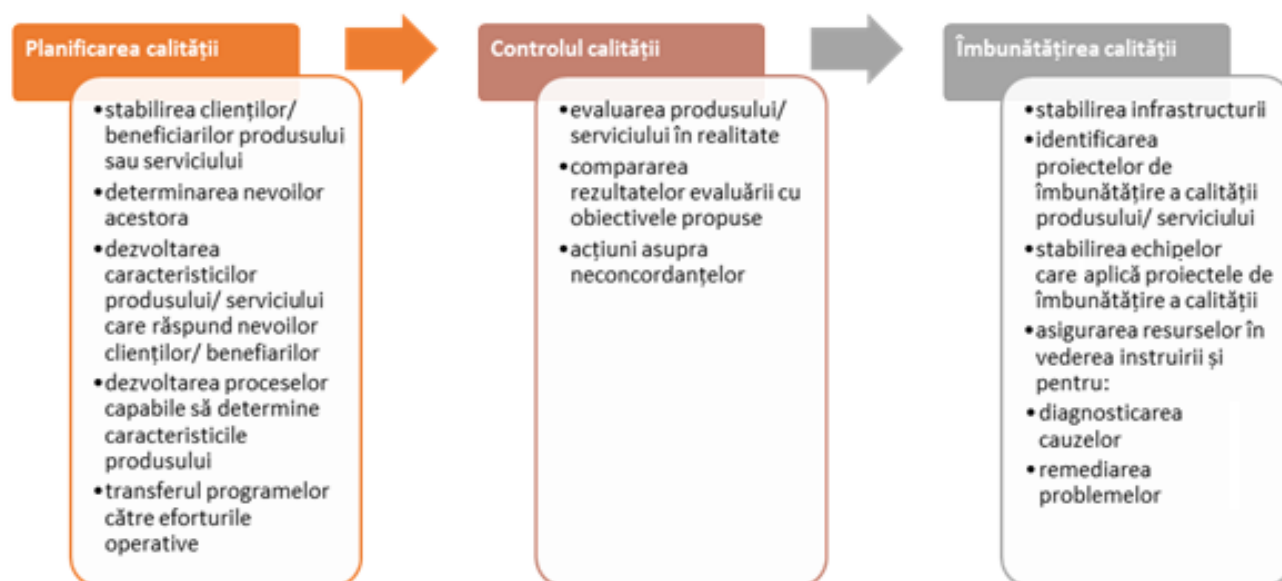 Planificarea calității
•stabilirea clienților/
beneficiarilor produsului
sau serviciului
•determinarea nevoilor
acestora
•dezvoltarea
caracteristicilor
produsului/ serviciului
care răspund nevoilor
clienților/ benefiarilor
•dezvoltarea proceselor
capabile să determine
caracteristicile
produsului
•transferul programelor
către eforturile
operative
Controlul calității
•evaluarea produsului/
serviciului în realitate
•compararea
rezultatelor evaluării cu
obiectivele propuse
•acțiuni asupra
neconcordanțelor
Îmbunătățirea calității
•stabilirea infrastructurii
•identificarea
proiectelor de
îmbunătățire a calității
produsului/ serviciului
•stabilirea echipelor
care aplică proiectele de
îmbunătățire a calității
•asigurarea resurselor în
vederea instruirii și
pentru:
•diagnosticarea
cauzelor
•remedierea
problemelor